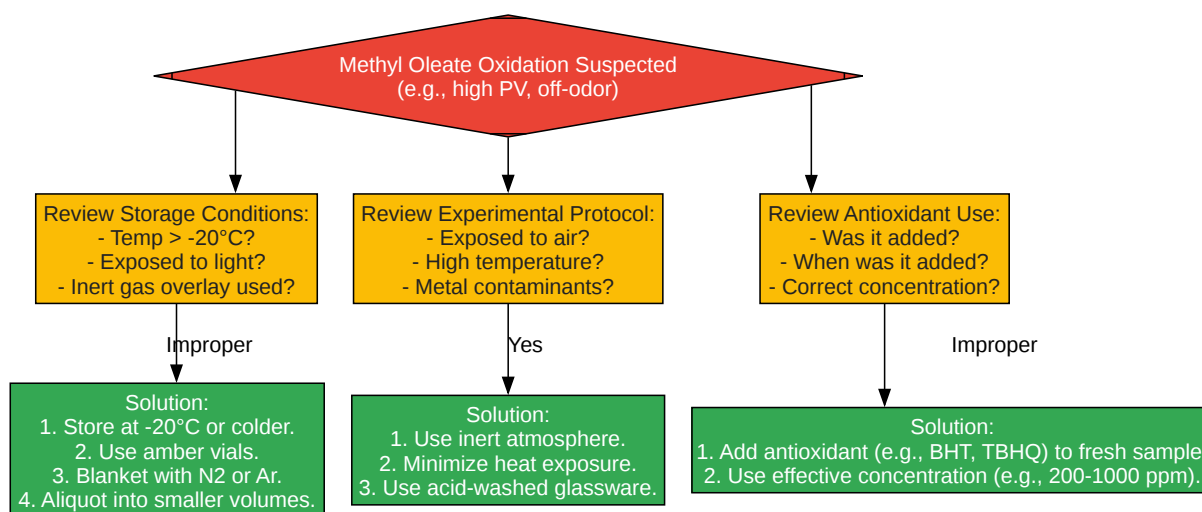 Methyl Oleate Oxidation Suspected
(e.g., high PV, off-odor)
Review Storage Conditions:
- Temp > -20°C?
- Exposed to light?
- Inert gas overlay used?
Review Experimental Protocol:
- Exposed to air?
- High temperature?
- Metal contaminants?
Review Antioxidant Use:
- Was it added?
- When was it added?
- Correct concentration?
Improper
Yes
Improper
Solution:
1. Store at -20°C or colder.
2. Use amber vials.
3. Blanket with N2 or Ar.
4. Aliquot into smaller volumes.
Solution:
1. Use inert atmosphere.
2. Minimize heat exposure.
3. Use acid-washed glassware.
Solution:
1. Add antioxidant (e.g., BHT, TBHQ) to fresh sample.
2. Use effective concentration (e.g., 200-1000 ppm).